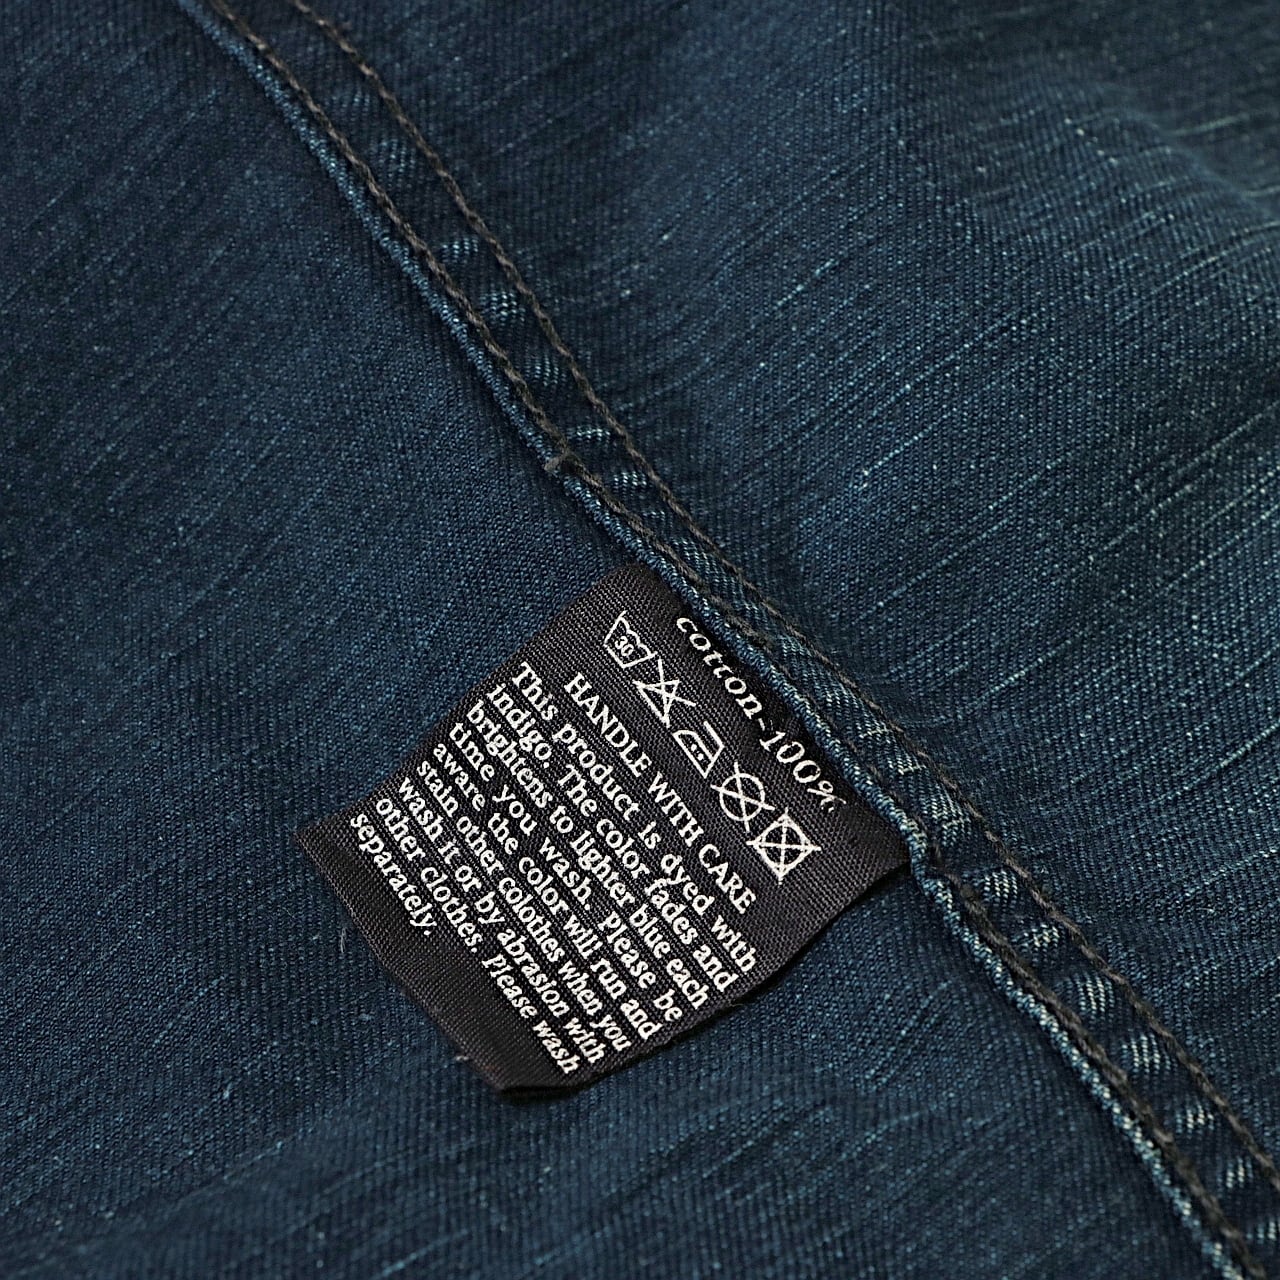 cotton-100%
30
HANDLE WITH CARE
This product is dyed with
indigo. The color fades and
brightens to lighter blue each
time you wash. Please be
aware the color will run and
stain other colothes when you
wash it or by abrasion with
other clothes. Please wash
separately.